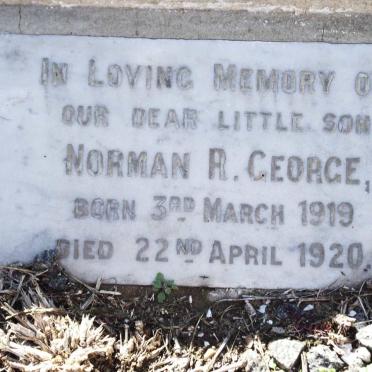 IN LOVING MEMORY O
OUR DEAR LITTLE SON
NORMAN R. GEORGE,
BORN 3RD MARCH 1919
DIED 22ND APRIL 1920.